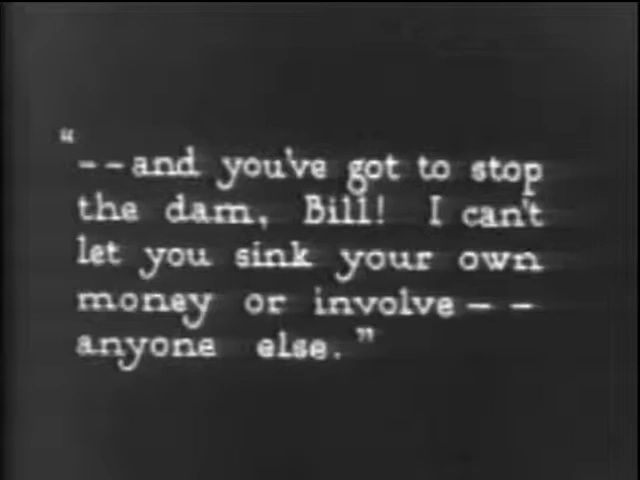 "--and you've got to stop
the dam, Bill! I can't
let you sink your own
money or involve--
anyone else."